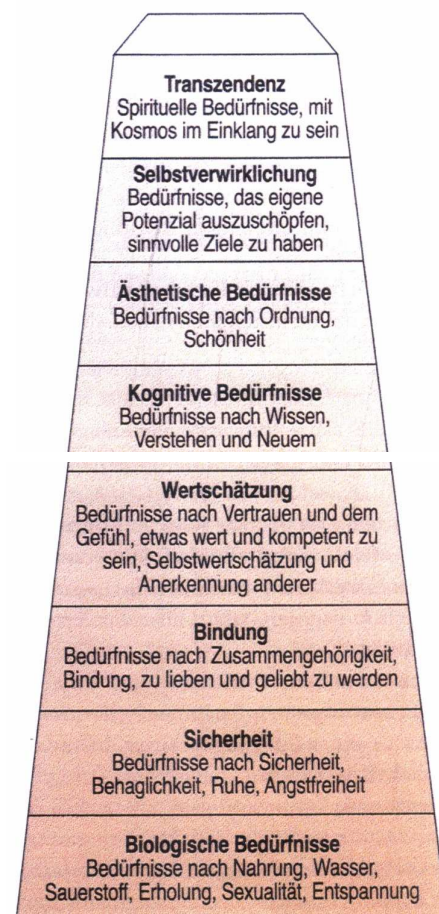 Transzendenz
Spirituelle Bedürfnisse, mit
Kosmos im Einklang zu sein
Selbstverwirklichung
Bedürfnisse, das eigene
Potenzial auszuschöpfen,
sinnvolle Ziele zu haben
Ästhetische Bedürfnisse
Bedürfnisse nach Ordnung,
Schönheit
Kognitive Bedürfnisse
Bedürfnisse nach Wissen,
Verstehen und Neuem
Wertschätzung
Bedürfnisse nach Vertrauen und dem
Gefühl, etwas wert und kompetent zu
sein, Selbstwertschätzung und
Anerkennung anderer
Bindung
Bedürfnisse nach Zusammengehörigkeit,
Bindung, zu lieben und geliebt zu werden
Sicherheit
Bedürfnisse nach Sicherheit,
Behaglichkeit, Ruhe, Angstfreiheit
Biologische Bedürfnisse
Bedürfnisse nach Nahrung, Wasser,
Sauerstoff, Erholung, Sexualität, Entspannung